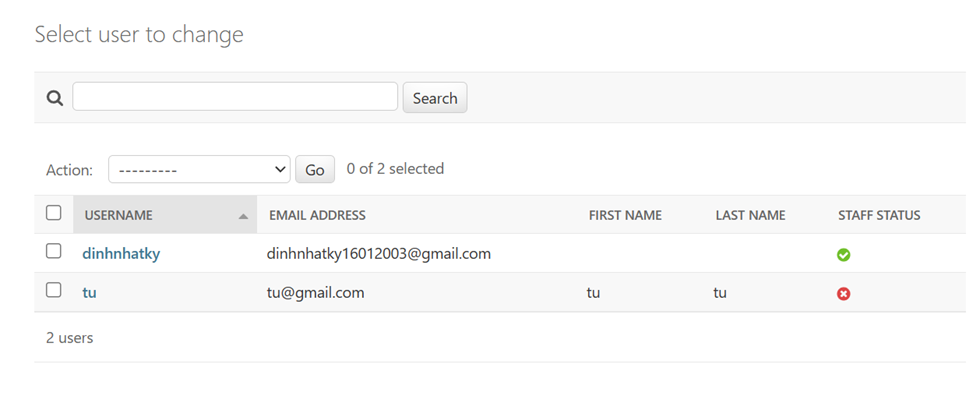 Select user to change
Search
Action: --------- Go 0 of 2 selected
USERNAME EMAIL ADDRESS FIRST NAME LAST NAME STAFF STATUS
dinhnhatky dinhnhatky16012003@gmail.com
tu tu@gmail.com tu tu
2 users